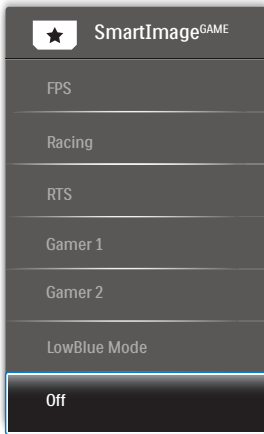 SmartImageGAME
FPS
Racing
RTS
Gamer 1
Gamer 2
LowBlue Mode
Off